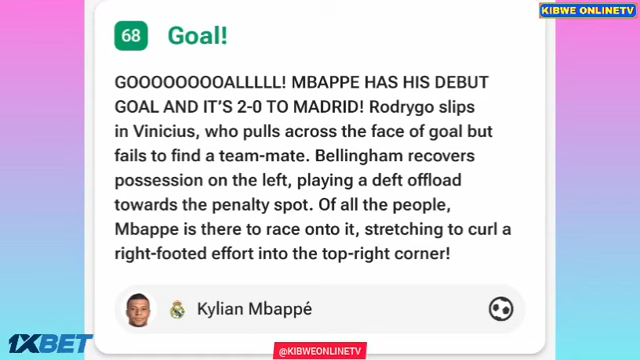 KIBWE ONLINETV
68 Goal!
GOOOOOOOOALLLLL! MBAPPE HAS HIS DEBUT
GOAL AND IT'S 2-0 TO MADRID! Rodrygo slips
in Vinicius, who pulls across the face of goal but
fails to find a team-mate. Bellingham recovers
possession on the left, playing a deft offload
towards the penalty spot. Of all the people,
Mbappe is there to race onto it, stretching to curl a
right-footed effort into the top-right corner!
Kylian Mbappé
1XBET
@KIBWEONLINETV